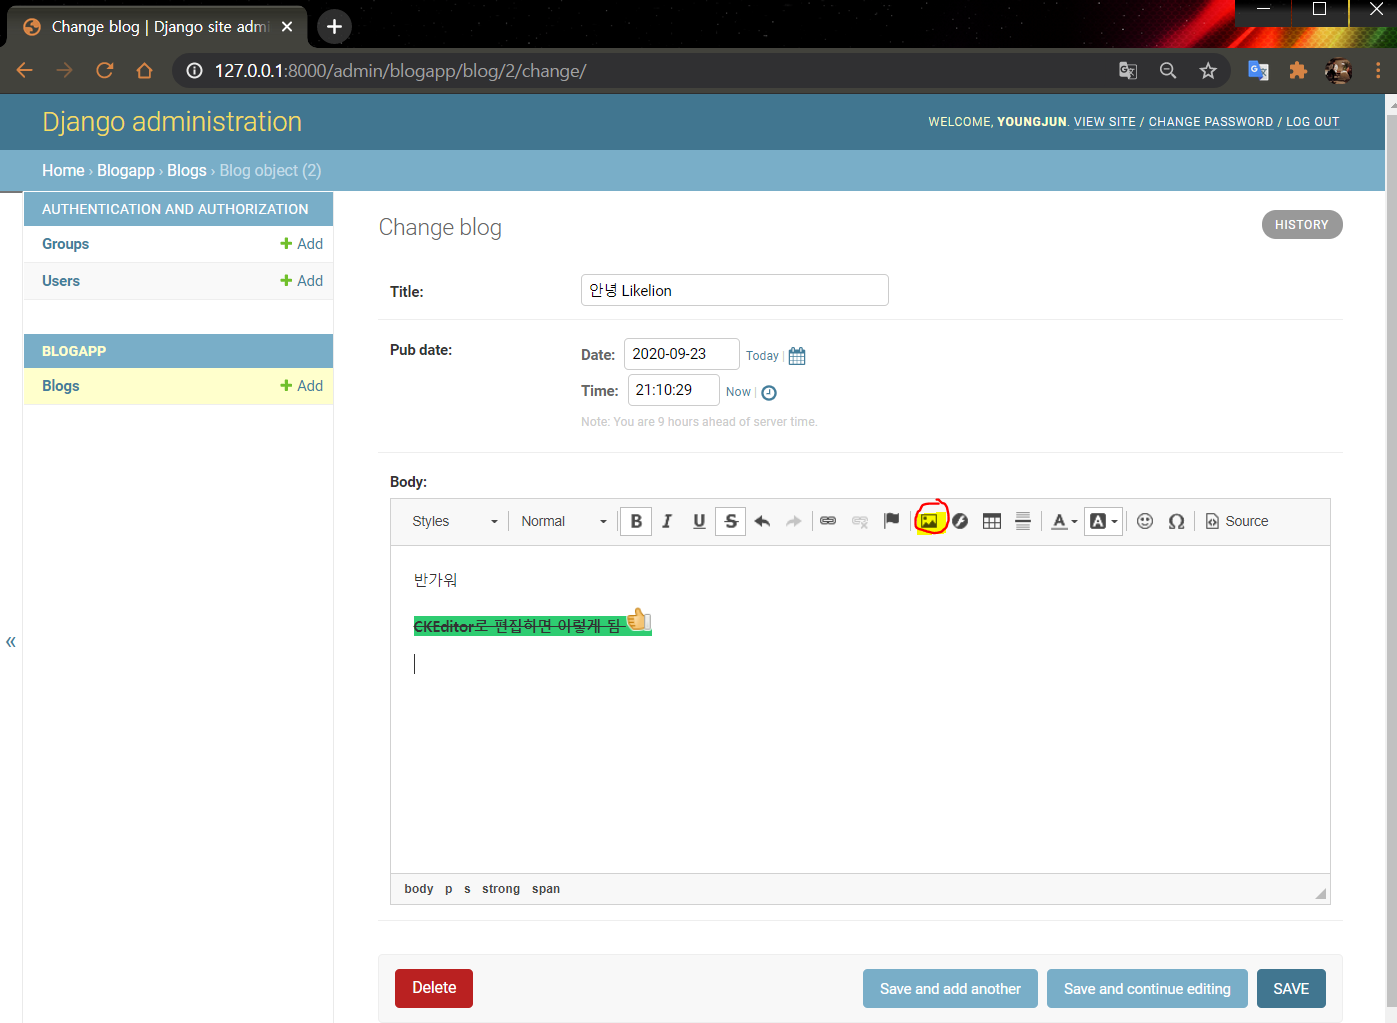 Change blog | Django site adm
127.0.0.1:8000/admin/blogapp/blog/2/change/
Django administration
WELCOME, YOUNGJUN. VIEW SITE / CHANGE PASSWORD / LOG OUT
Home › Blogapp › Blogs › Blog object (2)
AUTHENTICATION AND AUTHORIZATION
Groups
Add
Users
Add
BLOGAPP
Blogs
Add
«
Change blog
HISTORY
Title:
안녕 Likelion
Pub date:
Date: 2020-09-23 Today
Time: 21:10:29 Now
Note: You are 9 hours ahead of server time.
Body:
Styles Normal B I U S A A Ω Source
반가워
CKEditor로 편집하면 이렇게 됨
body p s strong span
Delete
Save and add another
Save and continue editing
SAVE